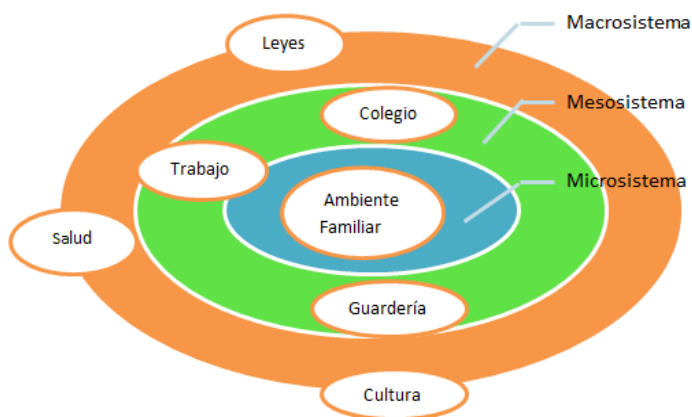 Macrosistema
Leyes
Mesosistema
Colegio
Trabajo
Microsistema
Ambiente
Familiar
Salud
Guardería
Cultura